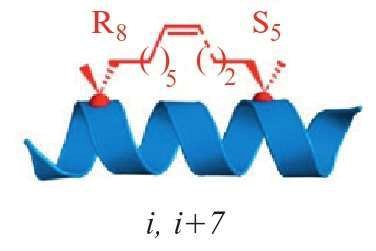 R₈ S₅
( )₅ ( )₂
i, i+7